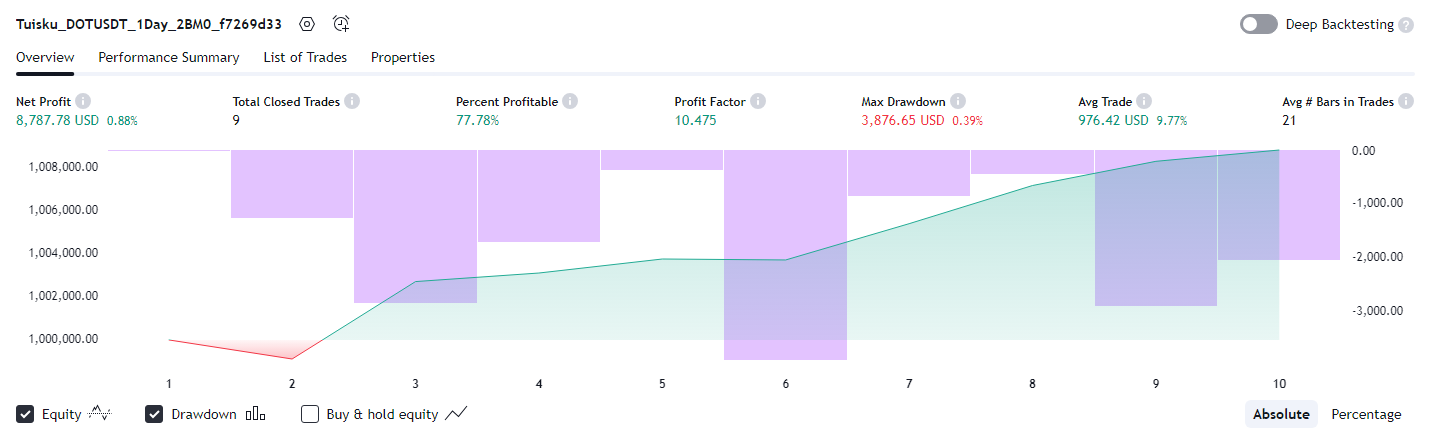 Tuisku_DOTUSDT_1Day_2BM0_f7269d33 Deep Backtesting ?
Overview Performance Summary List of Trades Properties
Net Profit i Total Closed Trades i Percent Profitable i Profit Factor i Max Drawdown i Avg Trade i Avg # Bars in Trades i
8,787.78 USD 0.88% 9 77.78% 10.475 3,876.65 USD 0.39% 976.42 USD 9.77% 21
1,008,000.00 0.00
1,006,000.00 -1,000.00
1,004,000.00 -2,000.00
1,002,000.00 -3,000.00
1,000,000.00
1 2 3 4 5 6 7 8 9 10
Equity Drawdown Buy & hold equity Absolute Percentage